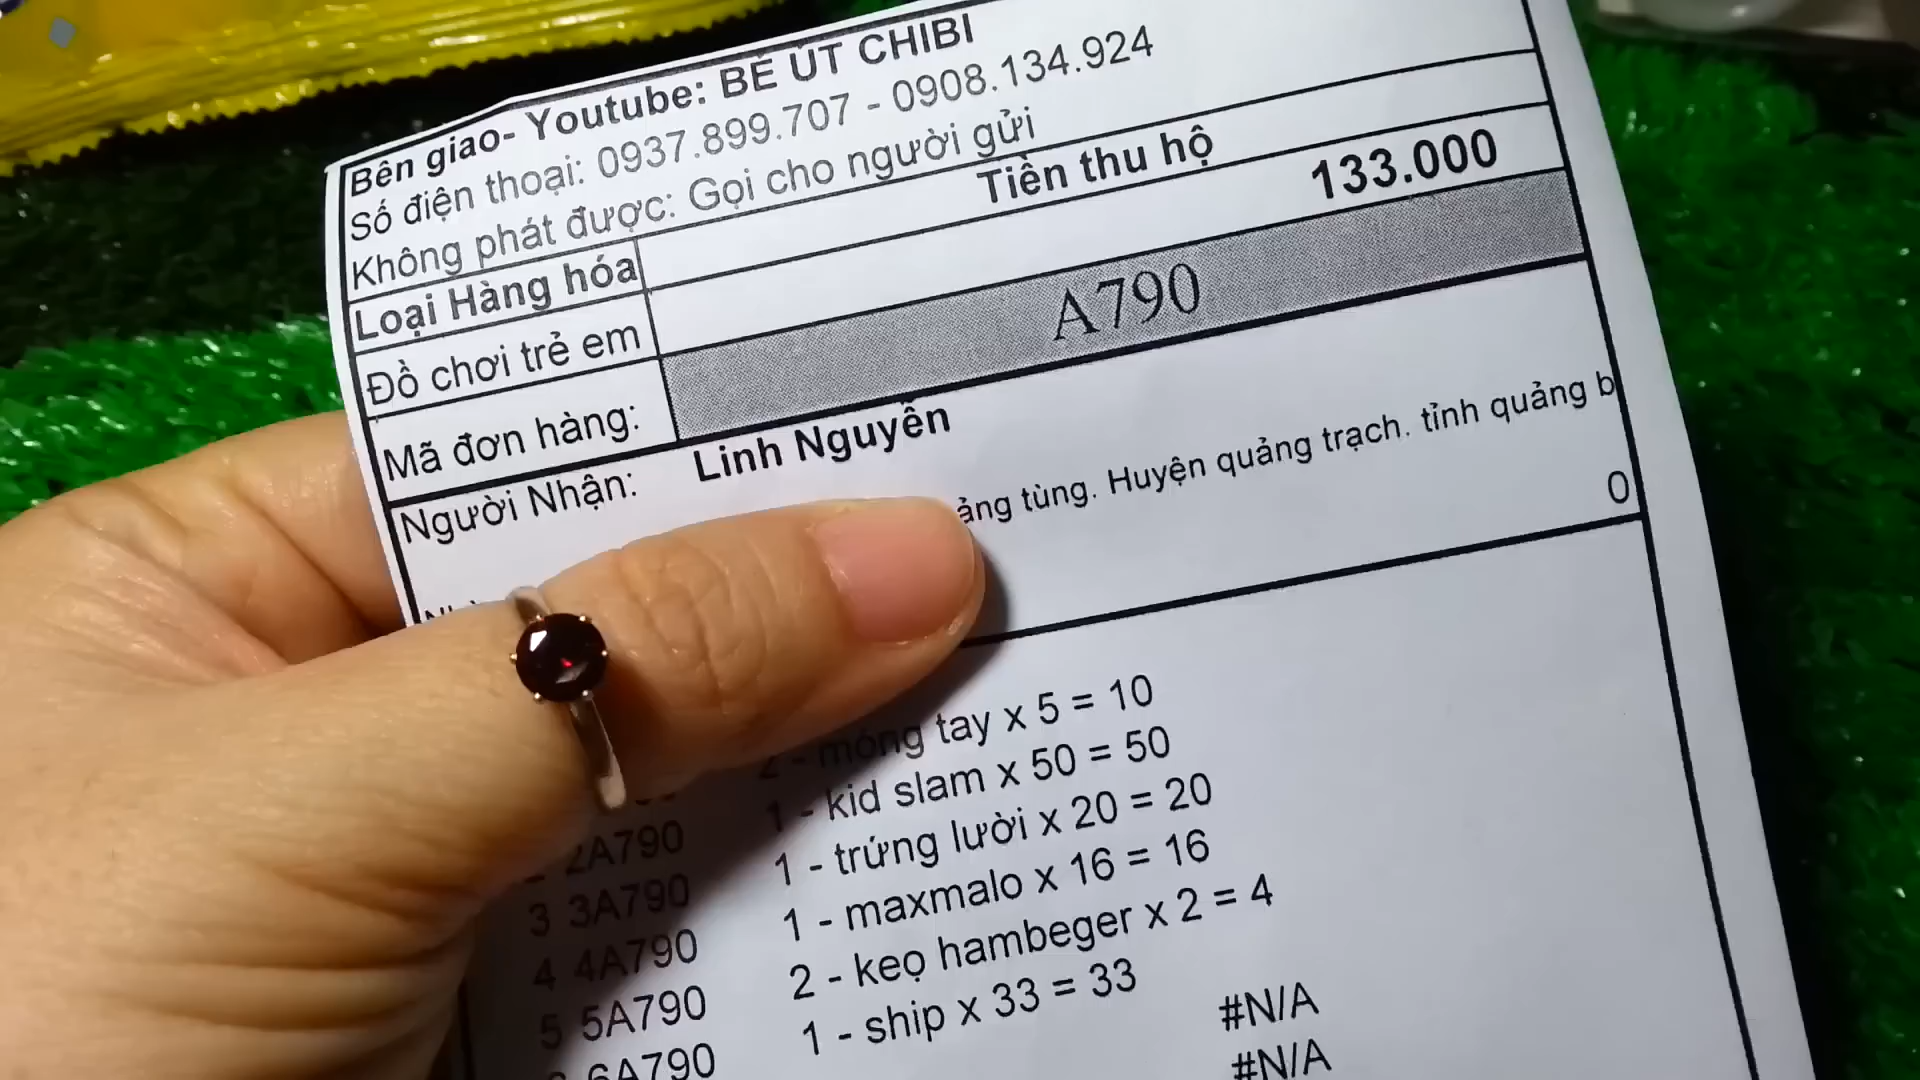 Bên giao- Youtube: BÉ ÚT CHIBI
Số điện thoại: 0937.899.707 - 0908.134.924
Không phát được: Gọi cho người gửi
Loại Hàng hóa Tiền thu hộ 133.000
Đồ chơi trẻ em
Mã đơn hàng: A790
Người Nhận: Linh Nguyễn
ảng tùng. Huyện quảng trạch. tỉnh quảng b
0
2 - móng tay x 5 = 10
2A790 1 - kid slam x 50 = 50
3 3A790 1 - trứng lười x 20 = 20
4 4A790 1 - maxmalo x 16 = 16
5 5A790 2 - kẹo hambeger x 2 = 4
6A790 1 - ship x 33 = 33
#N/A
#N/A